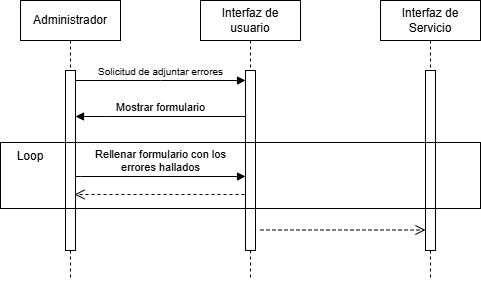 Administrador
Interfaz de
usuario
Interfaz de
Servicio
Solicitud de adjuntar errores
Mostrar formulario
Loop
Rellenar formulario con los
errores hallados